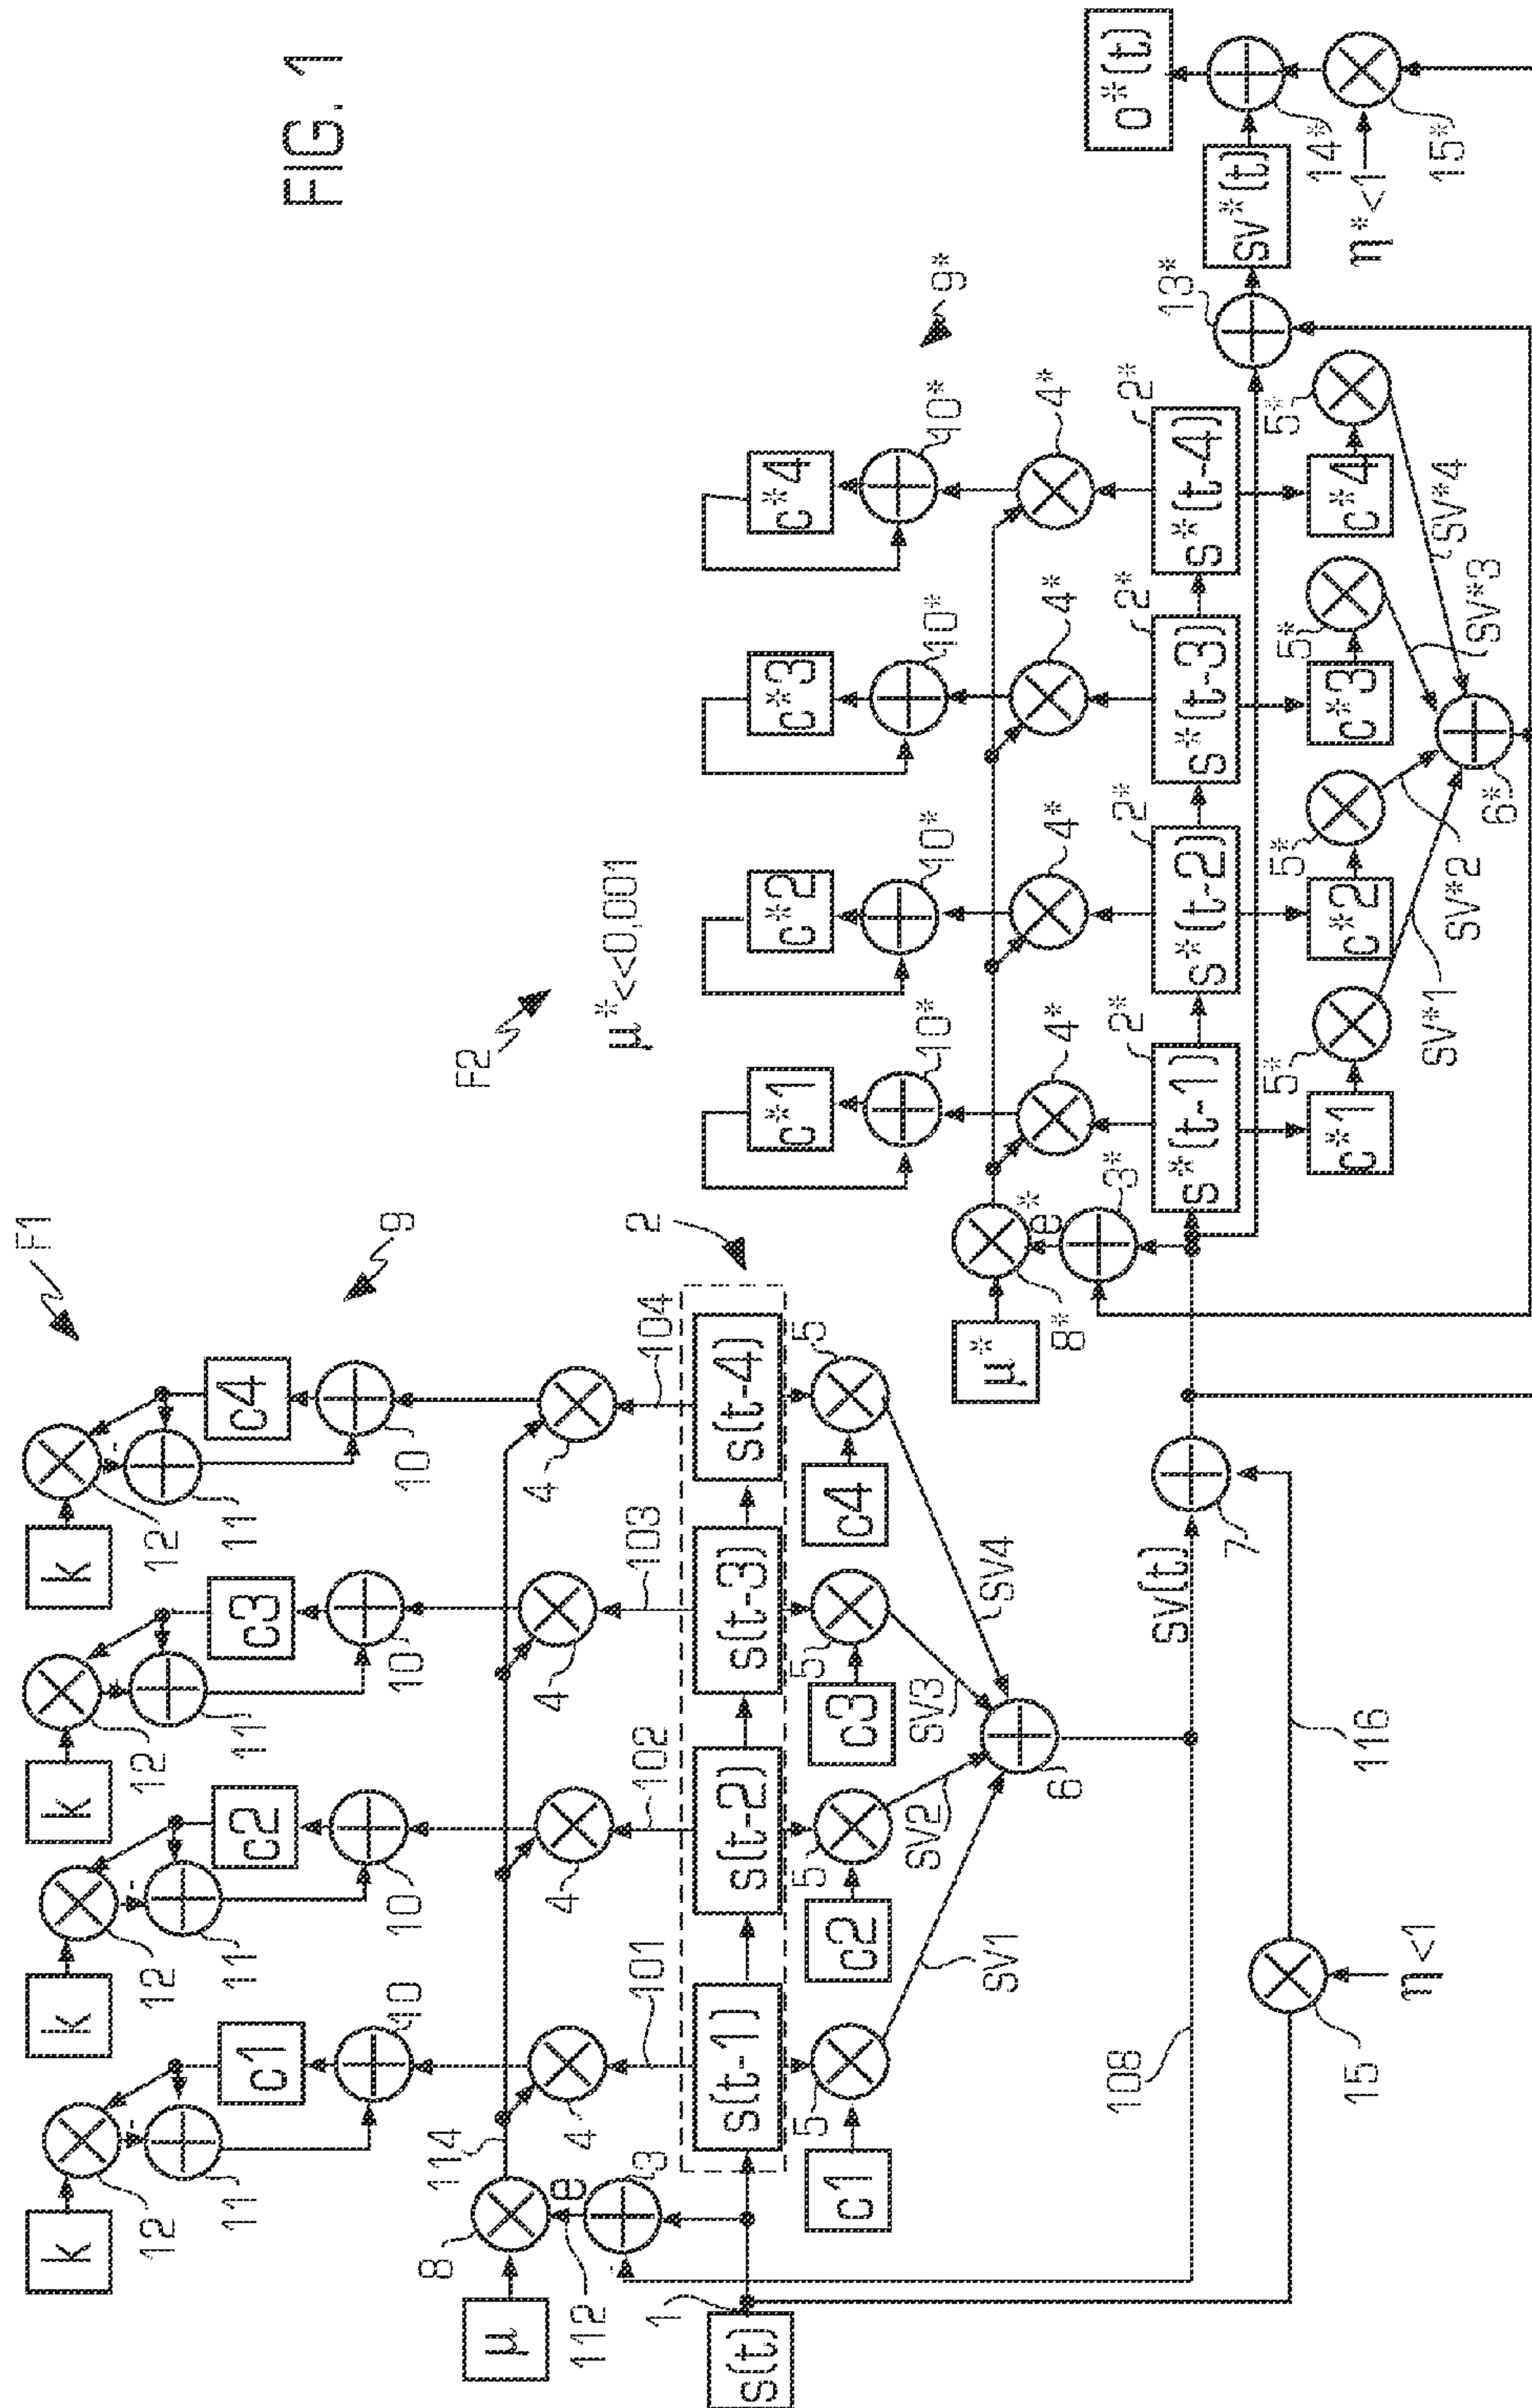 FIG. 1
F1
9
k
k
k
k
12
12
12
12
11
11
11
11
c1
c2
c3
c4
10
10
10
10
μ
8
114
4
4
4
4
112
e
3
101
102
103
104
2
1
s(t)
s(t-1)
s(t-2)
s(t-3)
s(t-4)
5
5
5
5
c1
c2
c3
c4
SV1
SV2
SV3
SV4
6
108
SV(t)
7
15
η<1
116
F2
μ*<<0,001
9*
c*1
c*2
c*3
c*4
10*
10*
10*
10*
μ*
8*
e*
3*
4*
4*
4*
4*
2*
2*
2*
2*
s*(t-1)
s*(t-2)
s*(t-3)
s*(t-4)
5*
5*
5*
5*
c*1
c*2
c*3
c*4
SV*1
SV*2
SV*3
SV*4
6*
13*
sv*(t)
o*(t)
14*
η*<1
15*